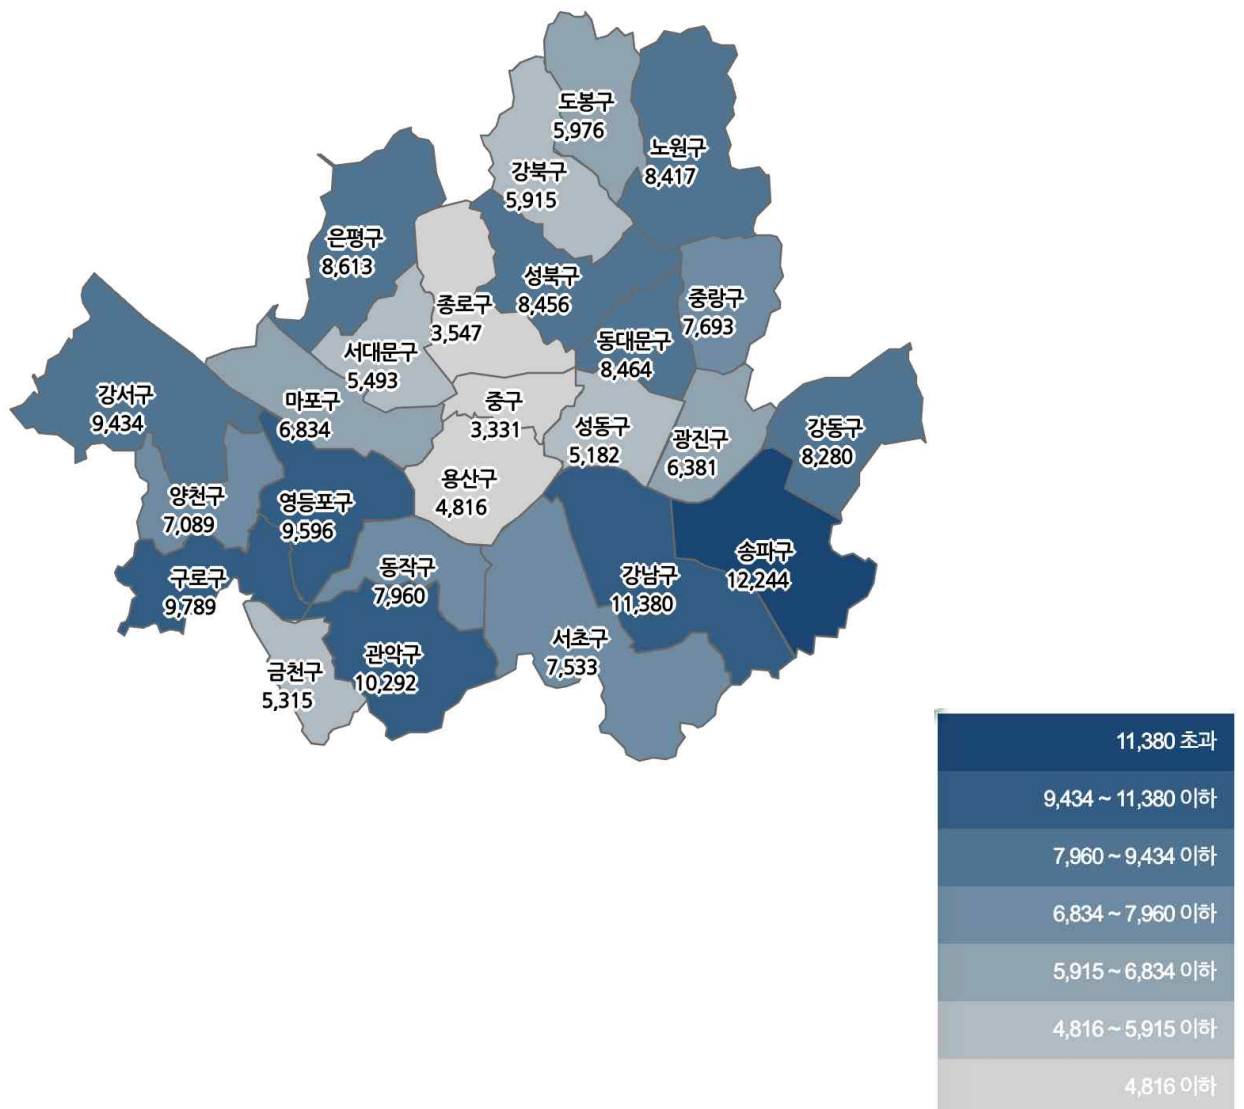 도봉구
5,976
노원구
8,417
강북구
5,915
은평구
8,613
성북구
8,456
중랑구
7,693
종로구
3,547
동대문구
8,464
서대문구
5,493
강서구
9,434
마포구
6,834
중구
3,331
성동구
5,182
광진구
6,381
강동구
8,280
양천구
7,089
영등포구
9,596
용산구
4,816
송파구
12,244
구로구
9,789
동작구
7,960
강남구
11,380
서초구
7,533
관악구
10,292
금천구
5,315
11,380 초과
9,434 ~ 11,380 이하
7,960 ~ 9,434 이하
6,834 ~ 7,960 이하
5,915 ~ 6,834 이하
4,816 ~ 5,915 이하
4,816 이하